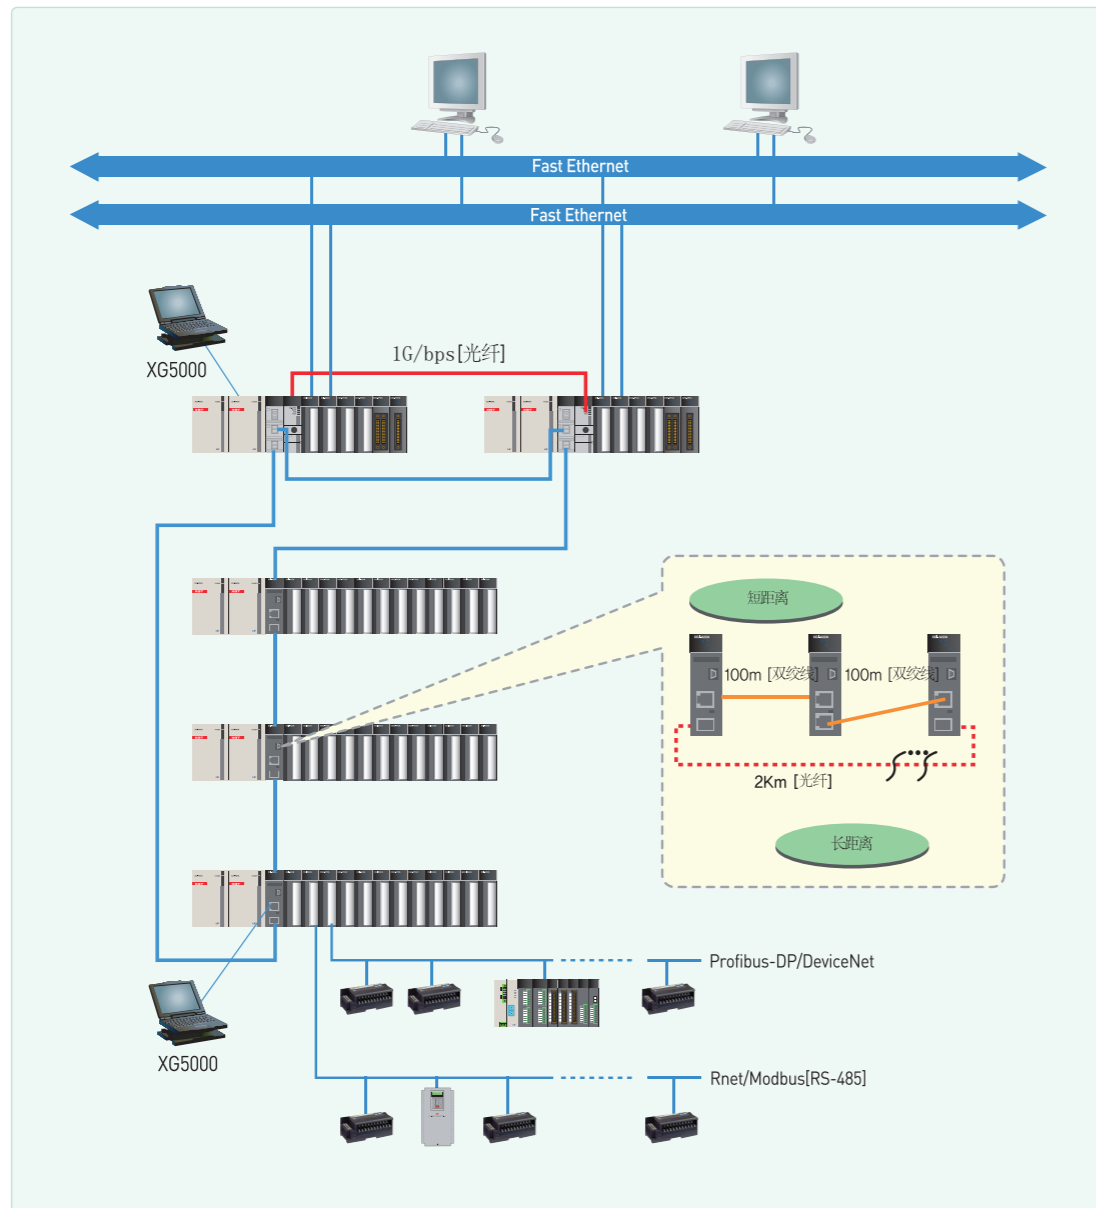 Fast Ethernet
Fast Ethernet
XG5000
1G/bps[光纤]
短距离
100m [双绞线]
100m [双绞线]
2Km [光纤]
长距离
Profibus-DP/DeviceNet
XG5000
Rnet/Modbus[RS-485]